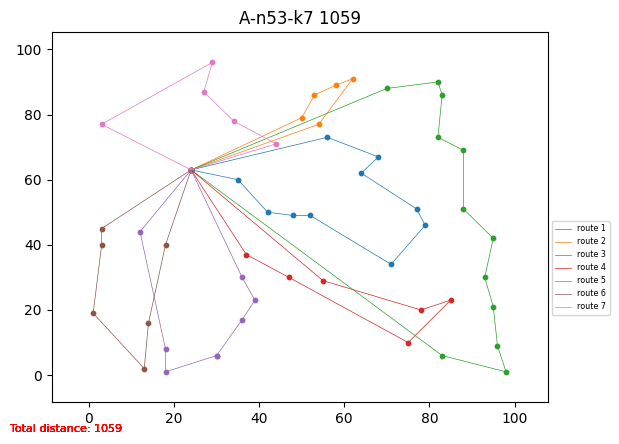 A-n53-k7 1059
100
80
60
40
20
0
0 20 40 60 80 100
route 1
route 2
route 3
route 4
route 5
route 6
route 7
Total distance: 1059